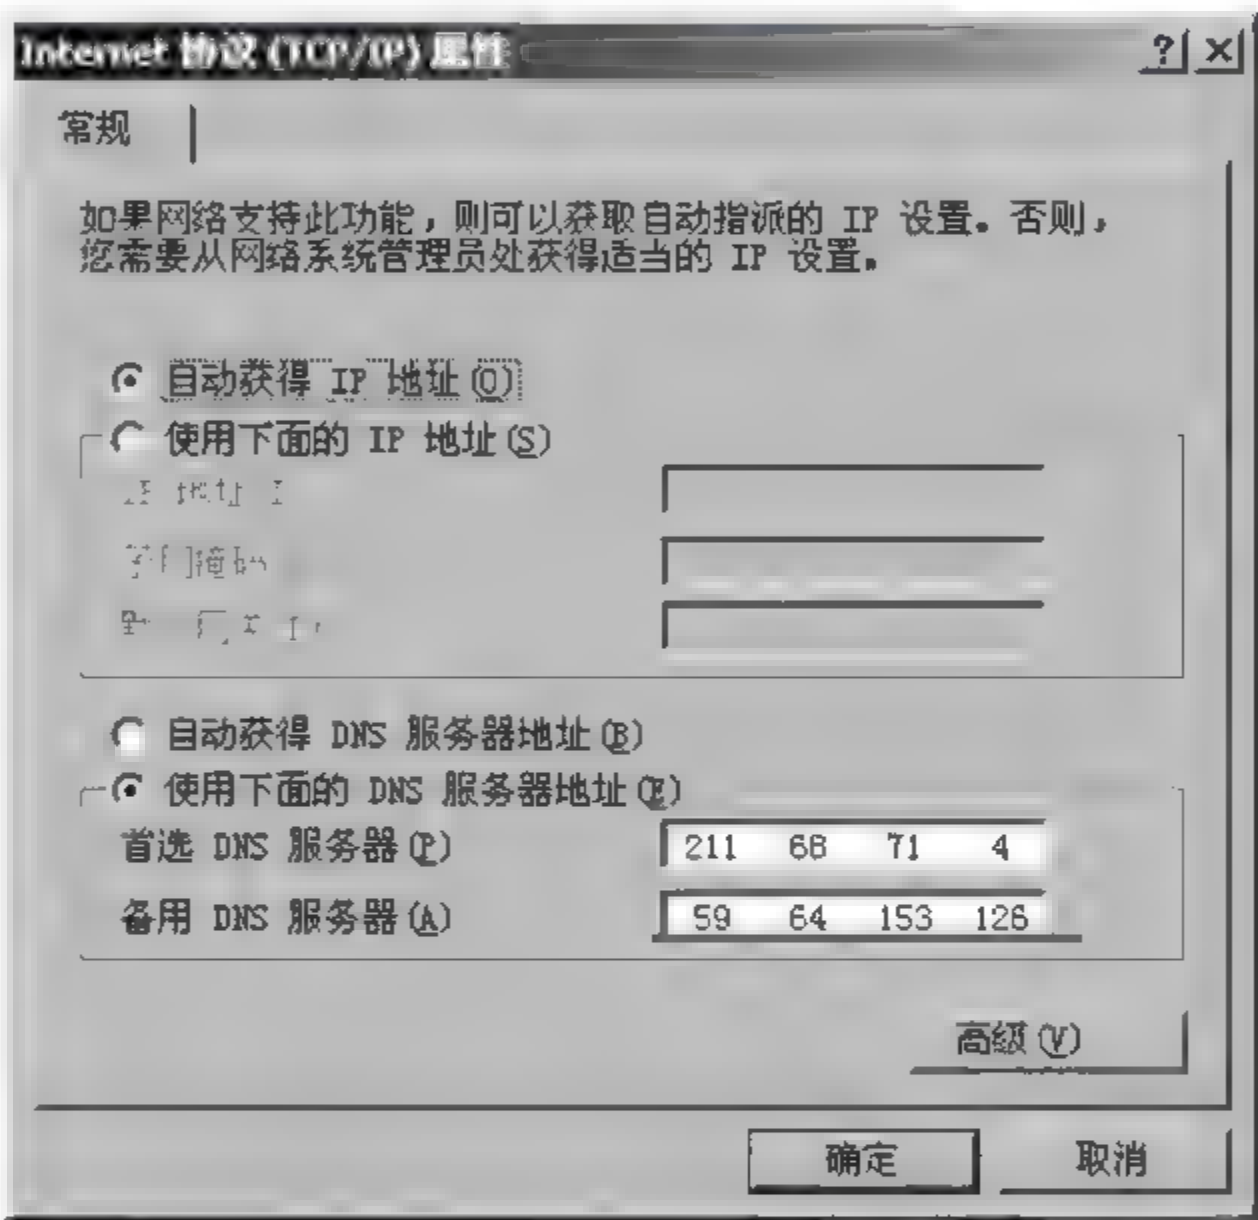 Internet 协议 (TCP/IP) 属性
常规
如果网络支持此功能，则可以获取自动指派的 IP 设置。否则，
您需要从网络系统管理员处获得适当的 IP 设置。
自动获得 IP 地址(O)
使用下面的 IP 地址(S)
自动获得 DNS 服务器地址(B)
使用下面的 DNS 服务器地址(E)
首选 DNS 服务器(P) 211 68 71 4
备用 DNS 服务器(A) 59 64 153 126
高级(V)
确定 取消